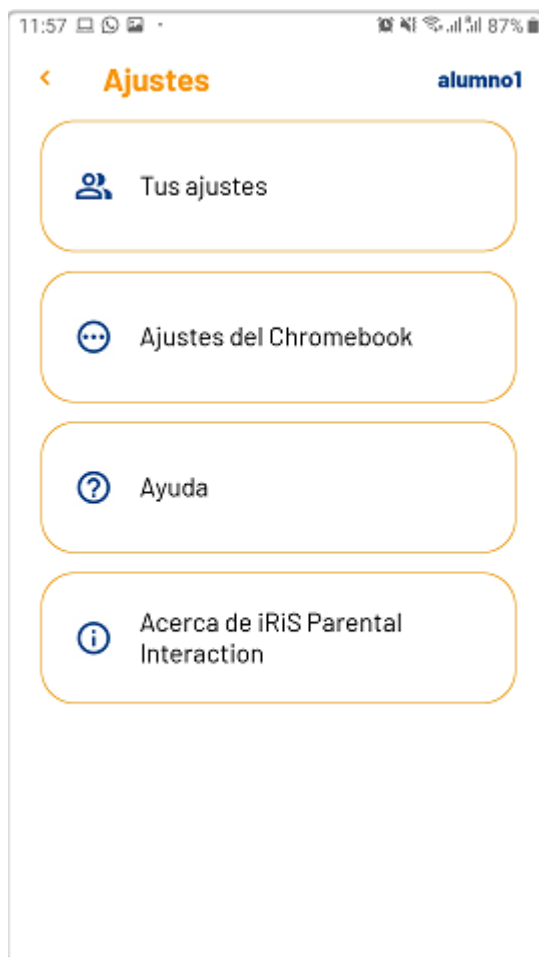 11:57
87%
Ajustes
alumno1
Tus ajustes
Ajustes del Chromebook
Ayuda
Acerca de iRiS Parental
Interaction